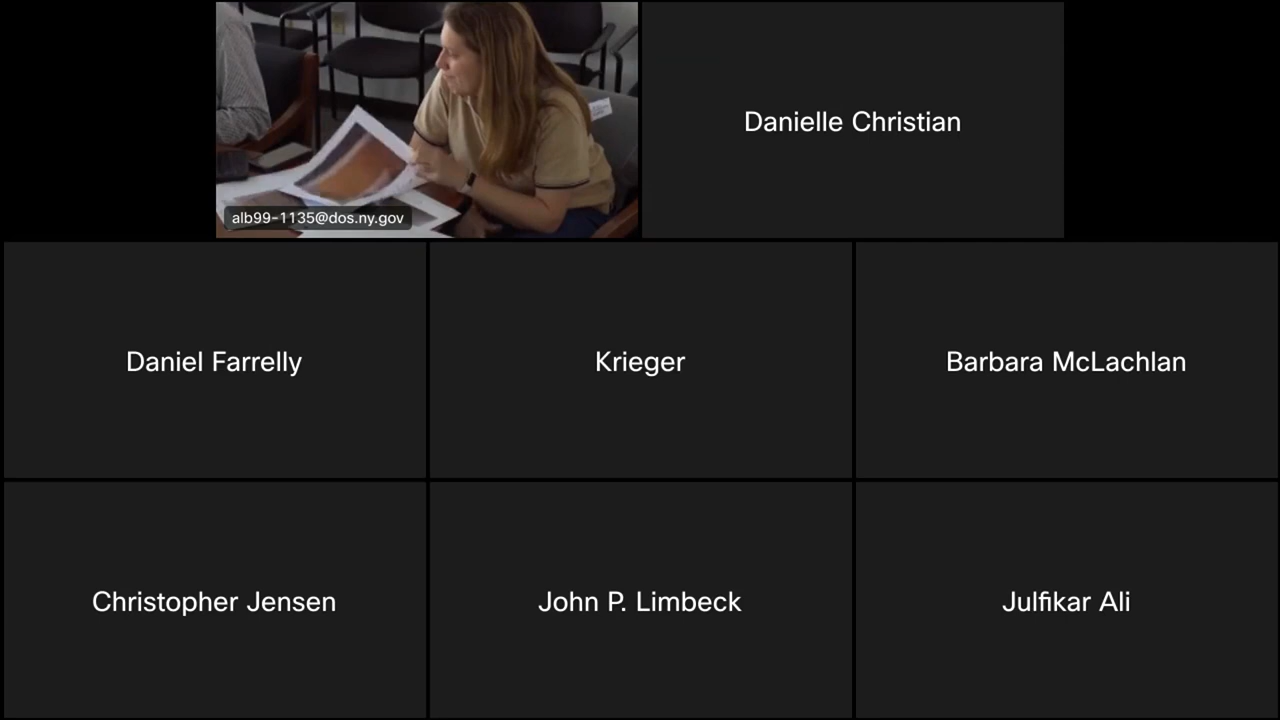 alb99-1135@dos.ny.gov
Danielle Christian
Daniel Farrelly
Krieger
Barbara McLachlan
Christopher Jensen
John P. Limbeck
Julfikar Ali